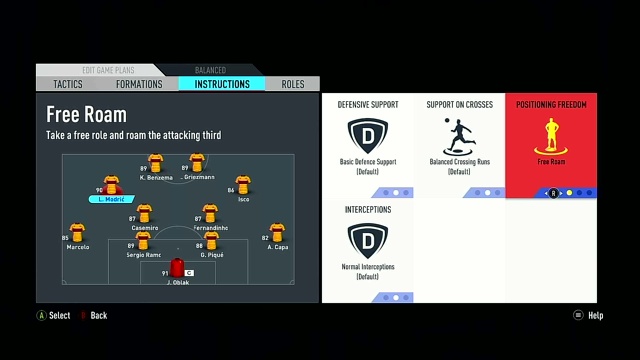 EDIT GAME PLANS
BALANCED
TACTICS
FORMATIONS
INSTRUCTIONS
ROLES
Free Roam
Take a free role and roam the attacking third
89
K. Benzema
89
. Griezmann
90
L. Modrić
86
Isco
87
Casemiro
87
Fernandinho
85
Marcelo
89
Sergio Ramo
88
G. Piqué
82
A. Capa
91
C
J. Oblak
DEFENSIVE SUPPORT
D
Basic Defence Support
(Default)
SUPPORT ON CROSSES
Balanced Crossing Runs
(Default)
POSITIONING FREEDOM
Free Roam
R
INTERCEPTIONS
D
Normal Interceptions
(Default)
A Select
Back
Help